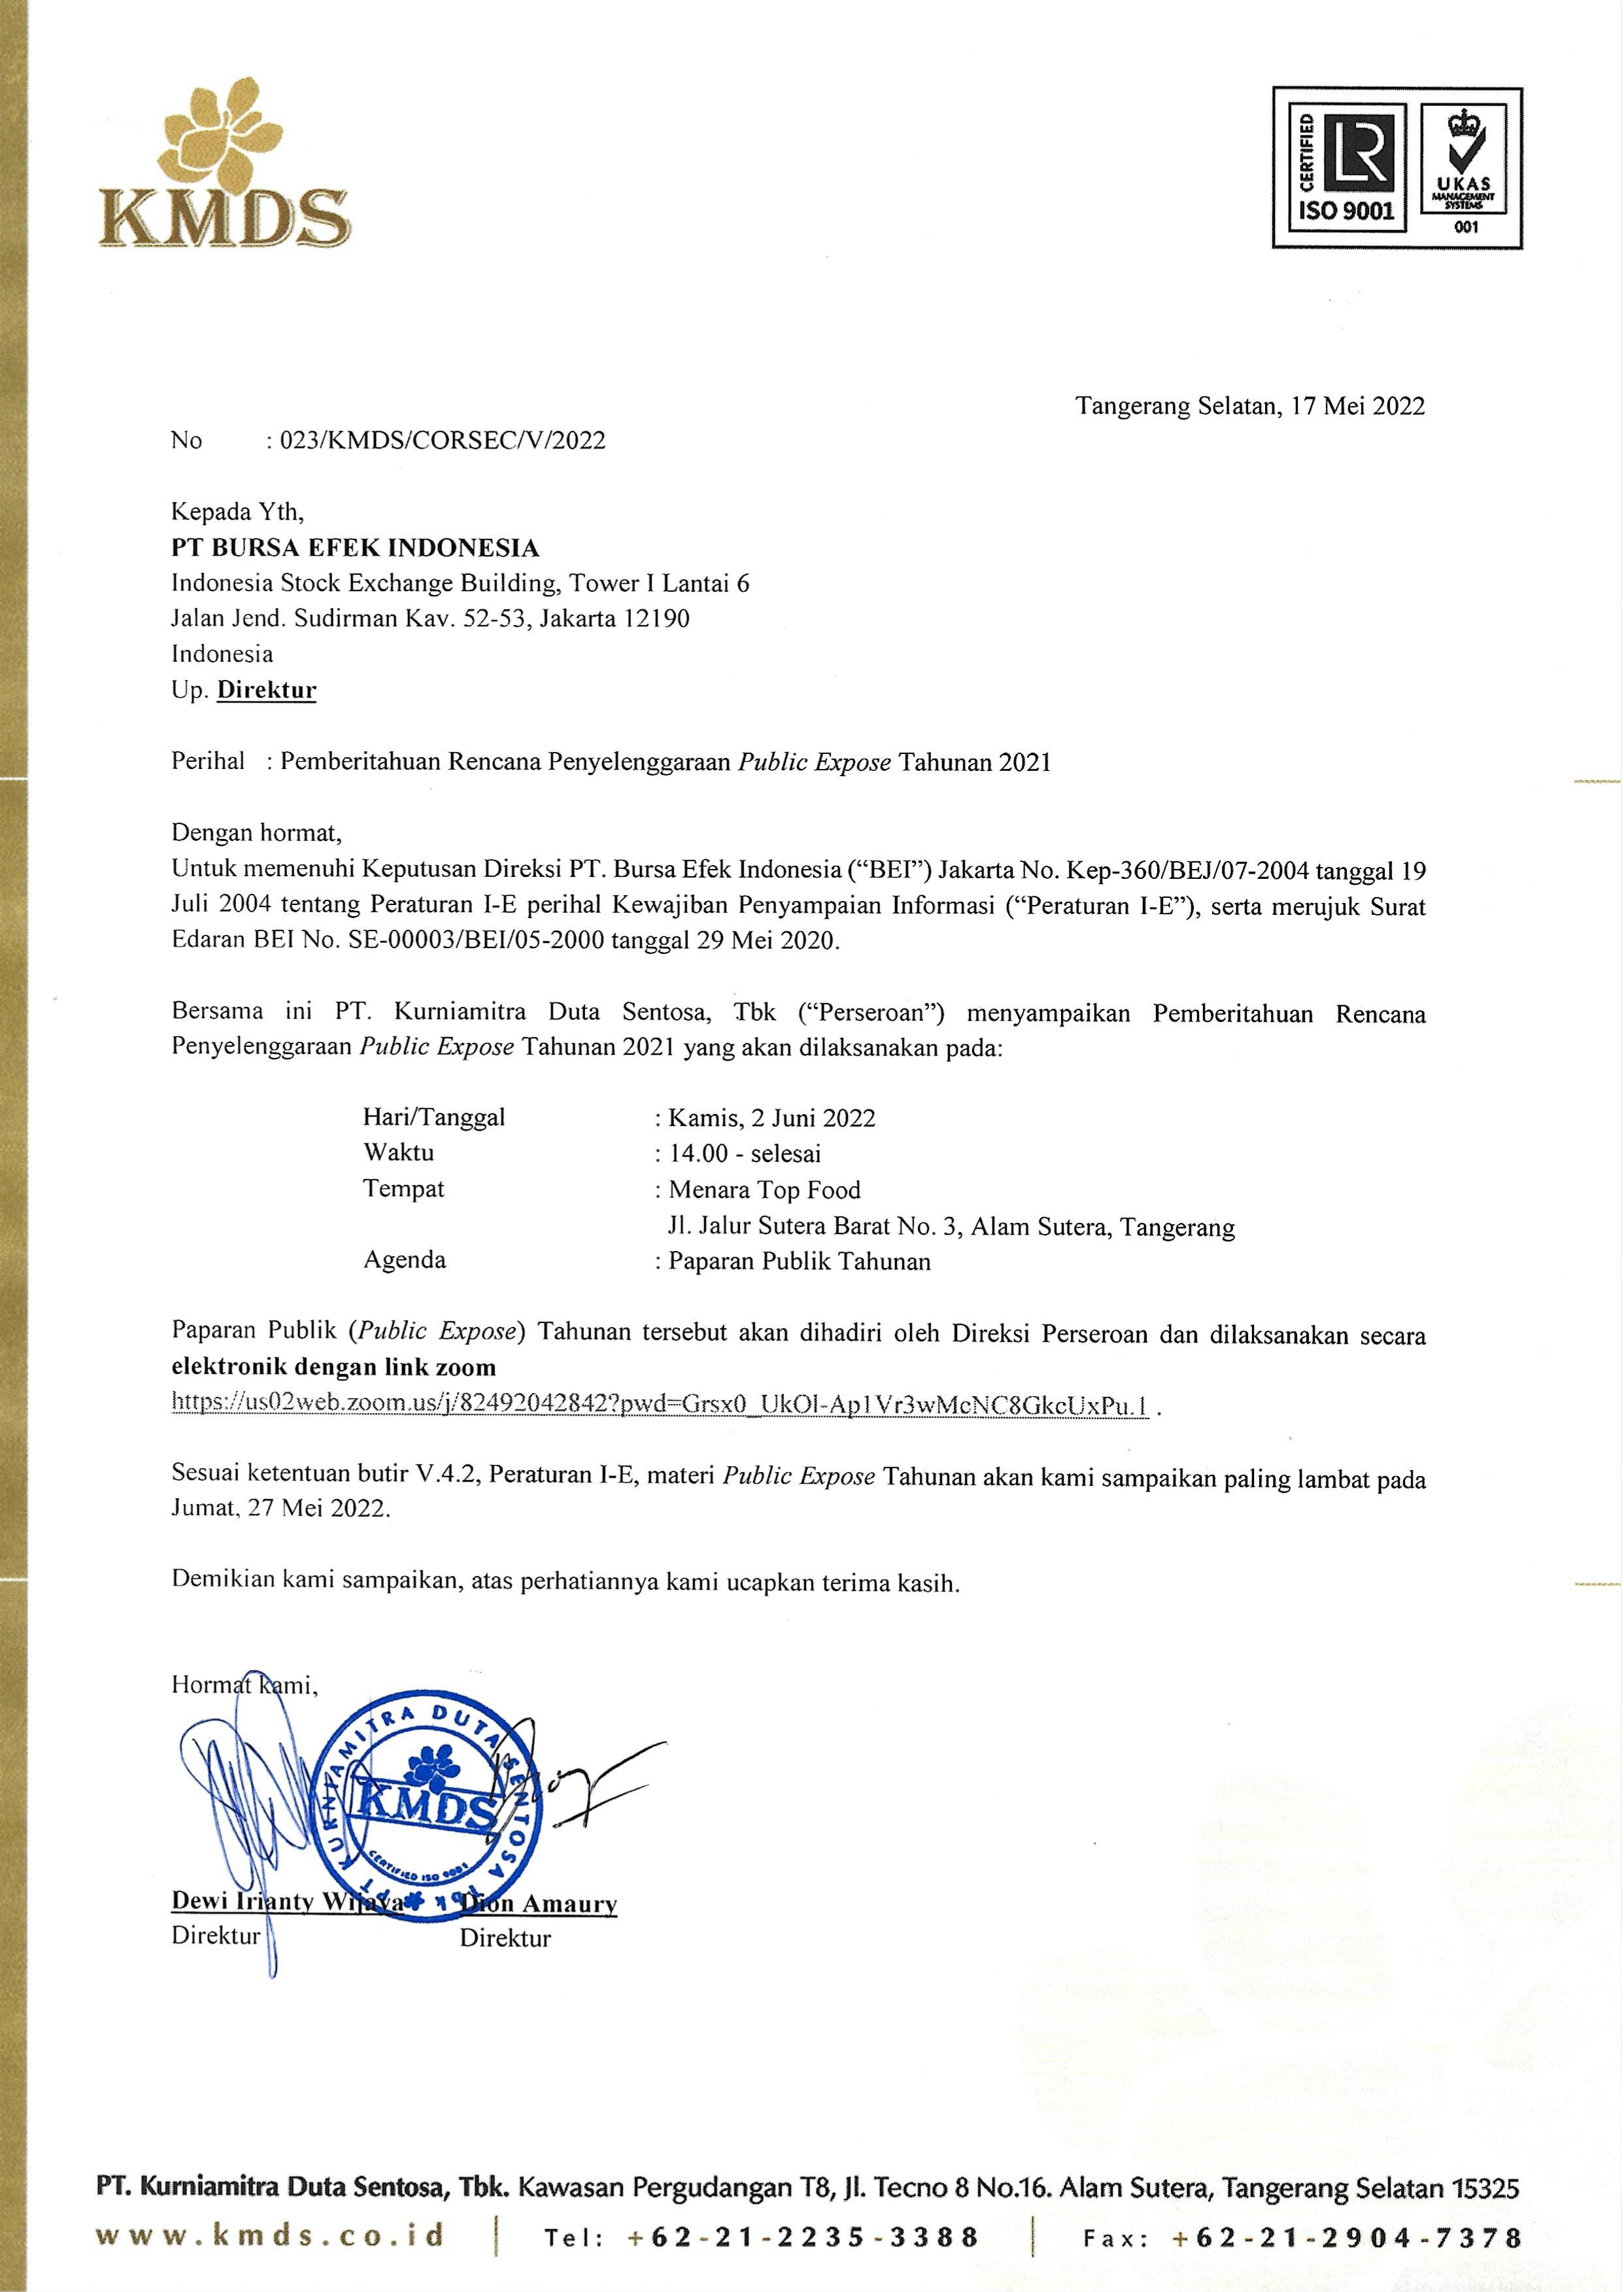 KMDS
CERTIFIED
LR
ISO 9001
UKAS
MANAGEMENT
SYSTEMS
001
Tangerang Selatan, 17 Mei 2022
No : 023/KMDS/CORSEC/V/2022
Kepada Yth,
PT BURSA EFEK INDONESIA
Indonesia Stock Exchange Building, Tower I Lantai 6
Jalan Jend. Sudirman Kav. 52-53, Jakarta 12190
Indonesia
Up. Direktur
Perihal : Pemberitahuan Rencana Penyelenggaraan Public Expose Tahunan 2021
Dengan hormat,
Untuk memenuhi Keputusan Direksi PT. Bursa Efek Indonesia (“BEI”) Jakarta No. Kep-360/BEJ/07-2004 tanggal 19
Juli 2004 tentang Peraturan I-E perihal Kewajiban Penyampaian Informasi (“Peraturan I-E”), serta merujuk Surat
Edaran BEI No. SE-00003/BEI/05-2000 tanggal 29 Mei 2020.
Bersama ini PT. Kurniamitra Duta Sentosa, Tbk (“Perseroan”) menyampaikan Pemberitahuan Rencana
Penyelenggaraan Public Expose Tahunan 2021 yang akan dilaksanakan pada:
Hari/Tanggal : Kamis, 2 Juni 2022
Waktu : 14.00 - selesai
Tempat : Menara Top Food
Jl. Jalur Sutera Barat No. 3, Alam Sutera, Tangerang
Agenda : Paparan Publik Tahunan
Paparan Publik (Public Expose) Tahunan tersebut akan dihadiri oleh Direksi Perseroan dan dilaksanakan secara
elektronik dengan link zoom
https://us02web.zoom.us/j/82492042842?pwd=Grsx0_UkOl-Ap1Vr3wMcNC8GkcUxPu.1 .
Sesuai ketentuan butir V.4.2, Peraturan I-E, materi Public Expose Tahunan akan kami sampaikan paling lambat pada
Jumat, 27 Mei 2022.
Demikian kami sampaikan, atas perhatiannya kami ucapkan terima kasih.
Hormat kami,
PT KURNIAMITRA DUTA SENTOSA Tbk
KMDS
CERTIFIED ISO 9001
Dewi Irianty Wijaya Dion Amaury
Direktur Direktur
PT. Kurniamitra Duta Sentosa, Tbk. Kawasan Pergudangan T8, Jl. Tecno 8 No.16. Alam Sutera, Tangerang Selatan 15325
www.kmds.co.id | Tel: +62-21-2235-3388 | Fax: +62-21-2904-7378